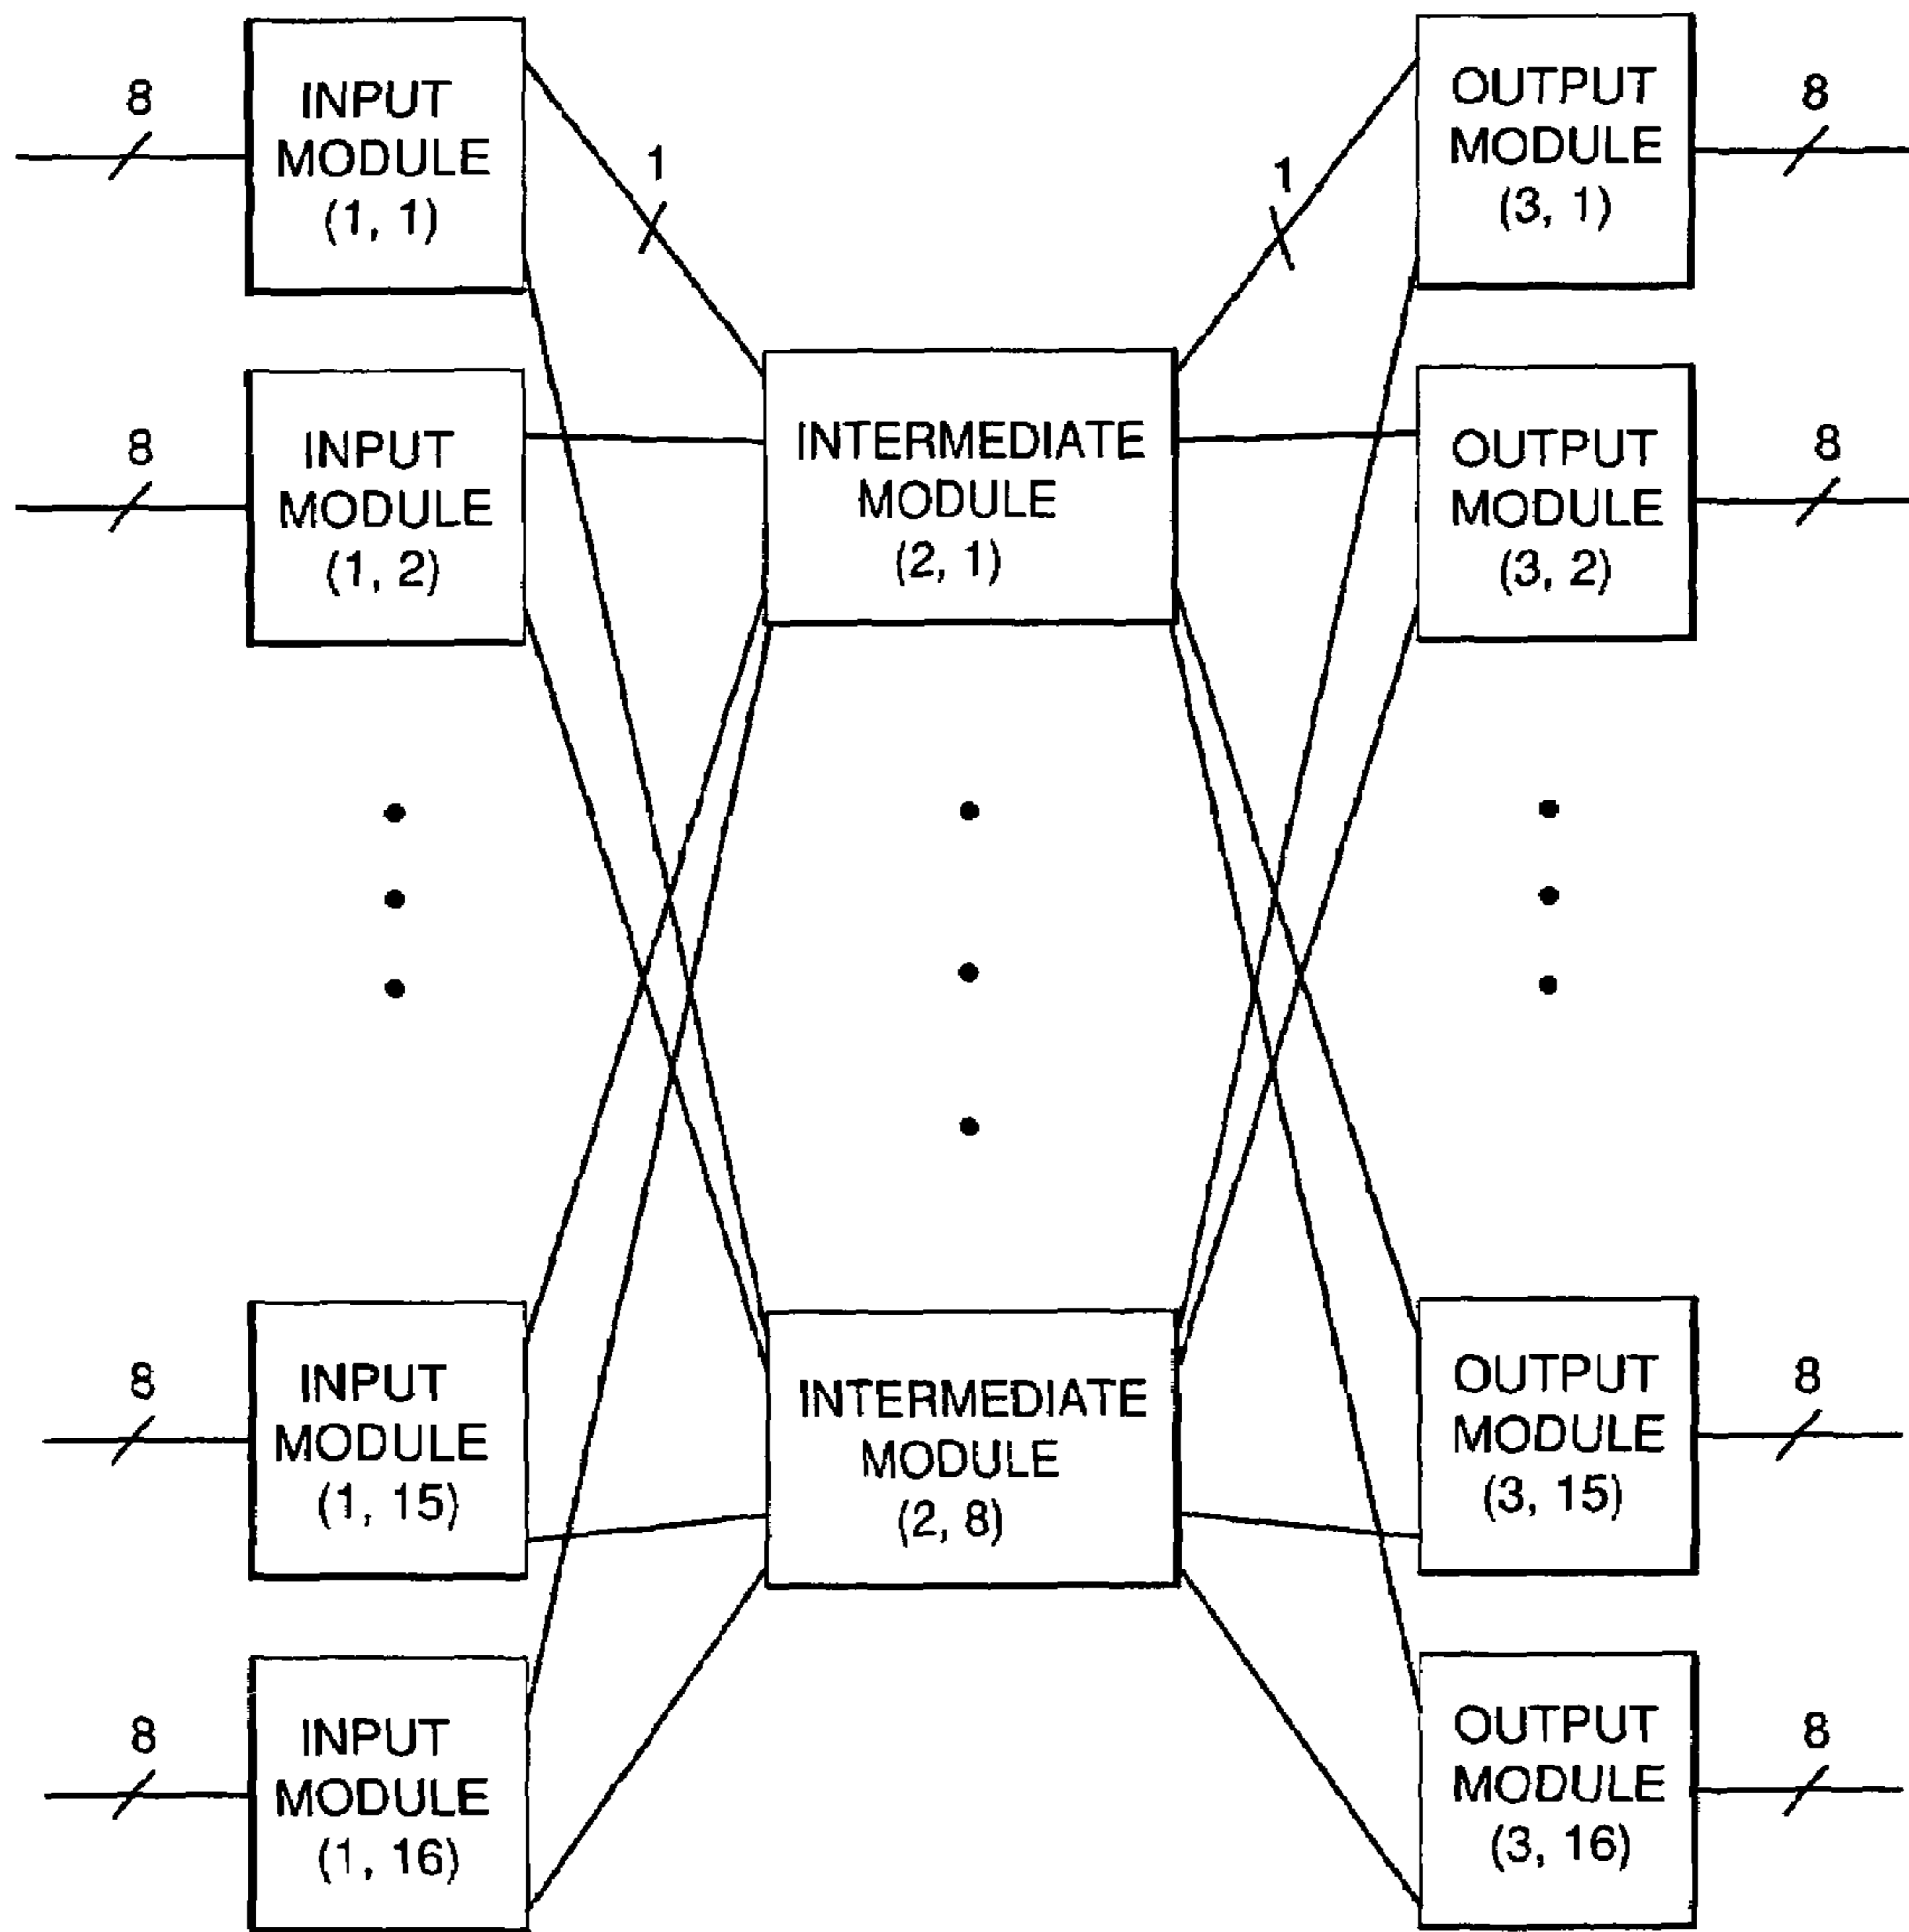 8
INPUT
MODULE
(1, 1)
1
1
OUTPUT
MODULE
(3, 1)
8
8
INPUT
MODULE
(1, 2)
INTERMEDIATE
MODULE
(2, 1)
OUTPUT
MODULE
(3, 2)
8
8
INPUT
MODULE
(1, 15)
INTERMEDIATE
MODULE
(2, 8)
OUTPUT
MODULE
(3, 15)
8
8
INPUT
MODULE
(1, 16)
OUTPUT
MODULE
(3, 16)
8